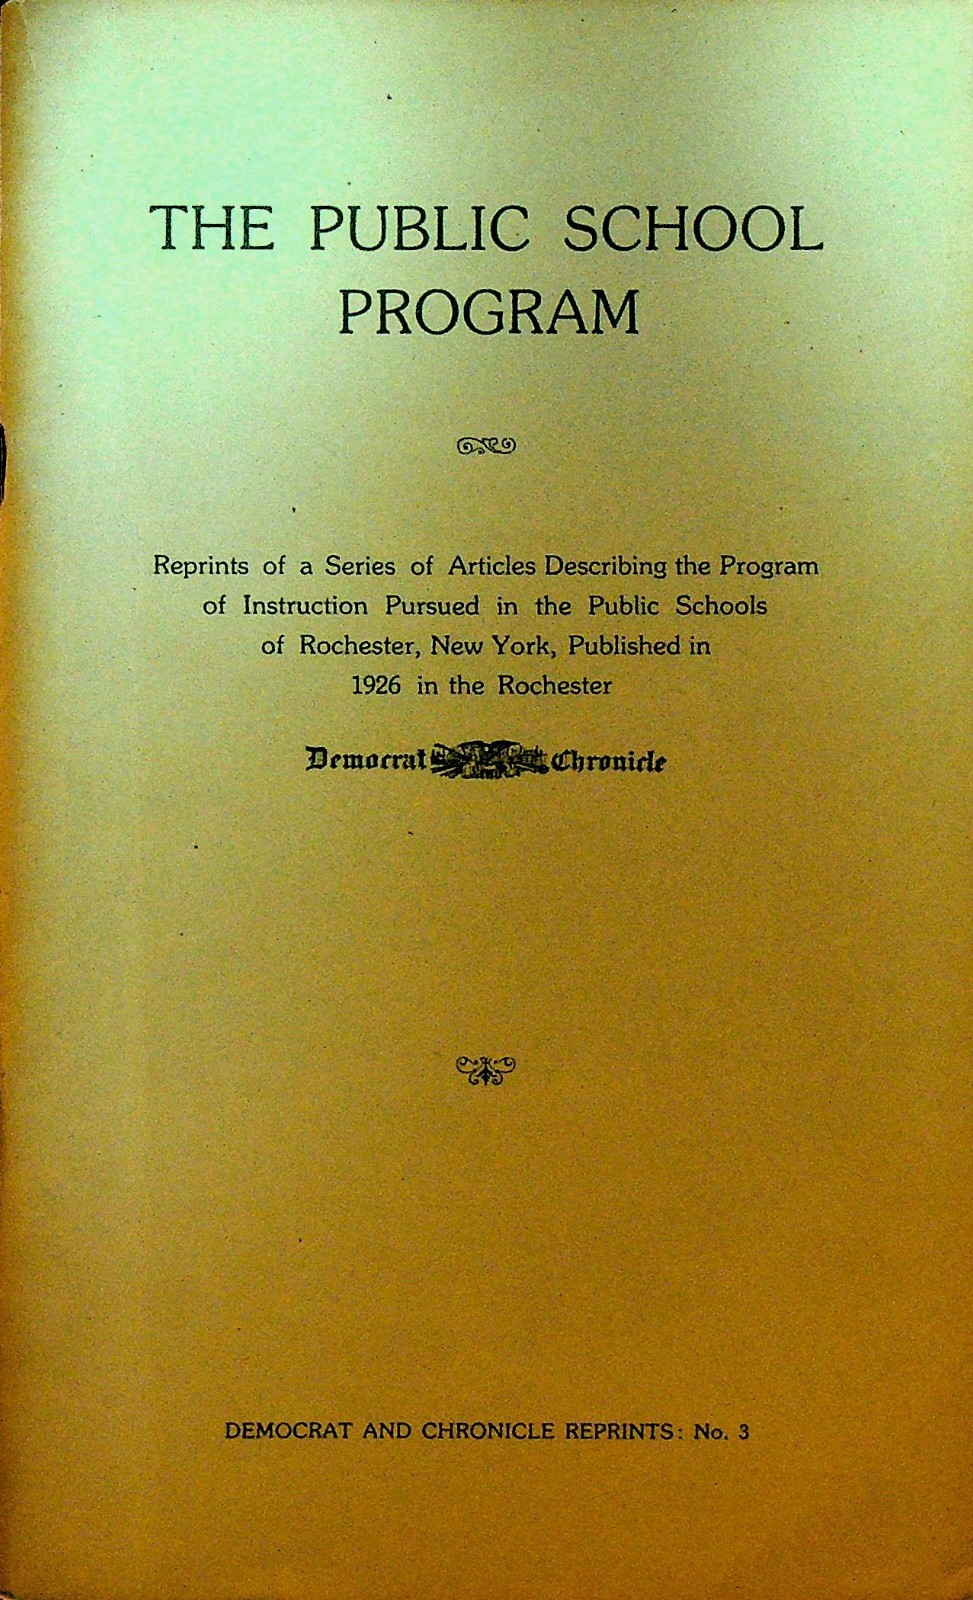 THE PUBLIC SCHOOL
PROGRAM
Reprints of a Series of Articles Describing the Program
of Instruction Pursued in the Public Schools
of Rochester, New York, Published in
1926 in the Rochester
Democrat Chronicle
DEMOCRAT AND CHRONICLE REPRINTS: No. 3